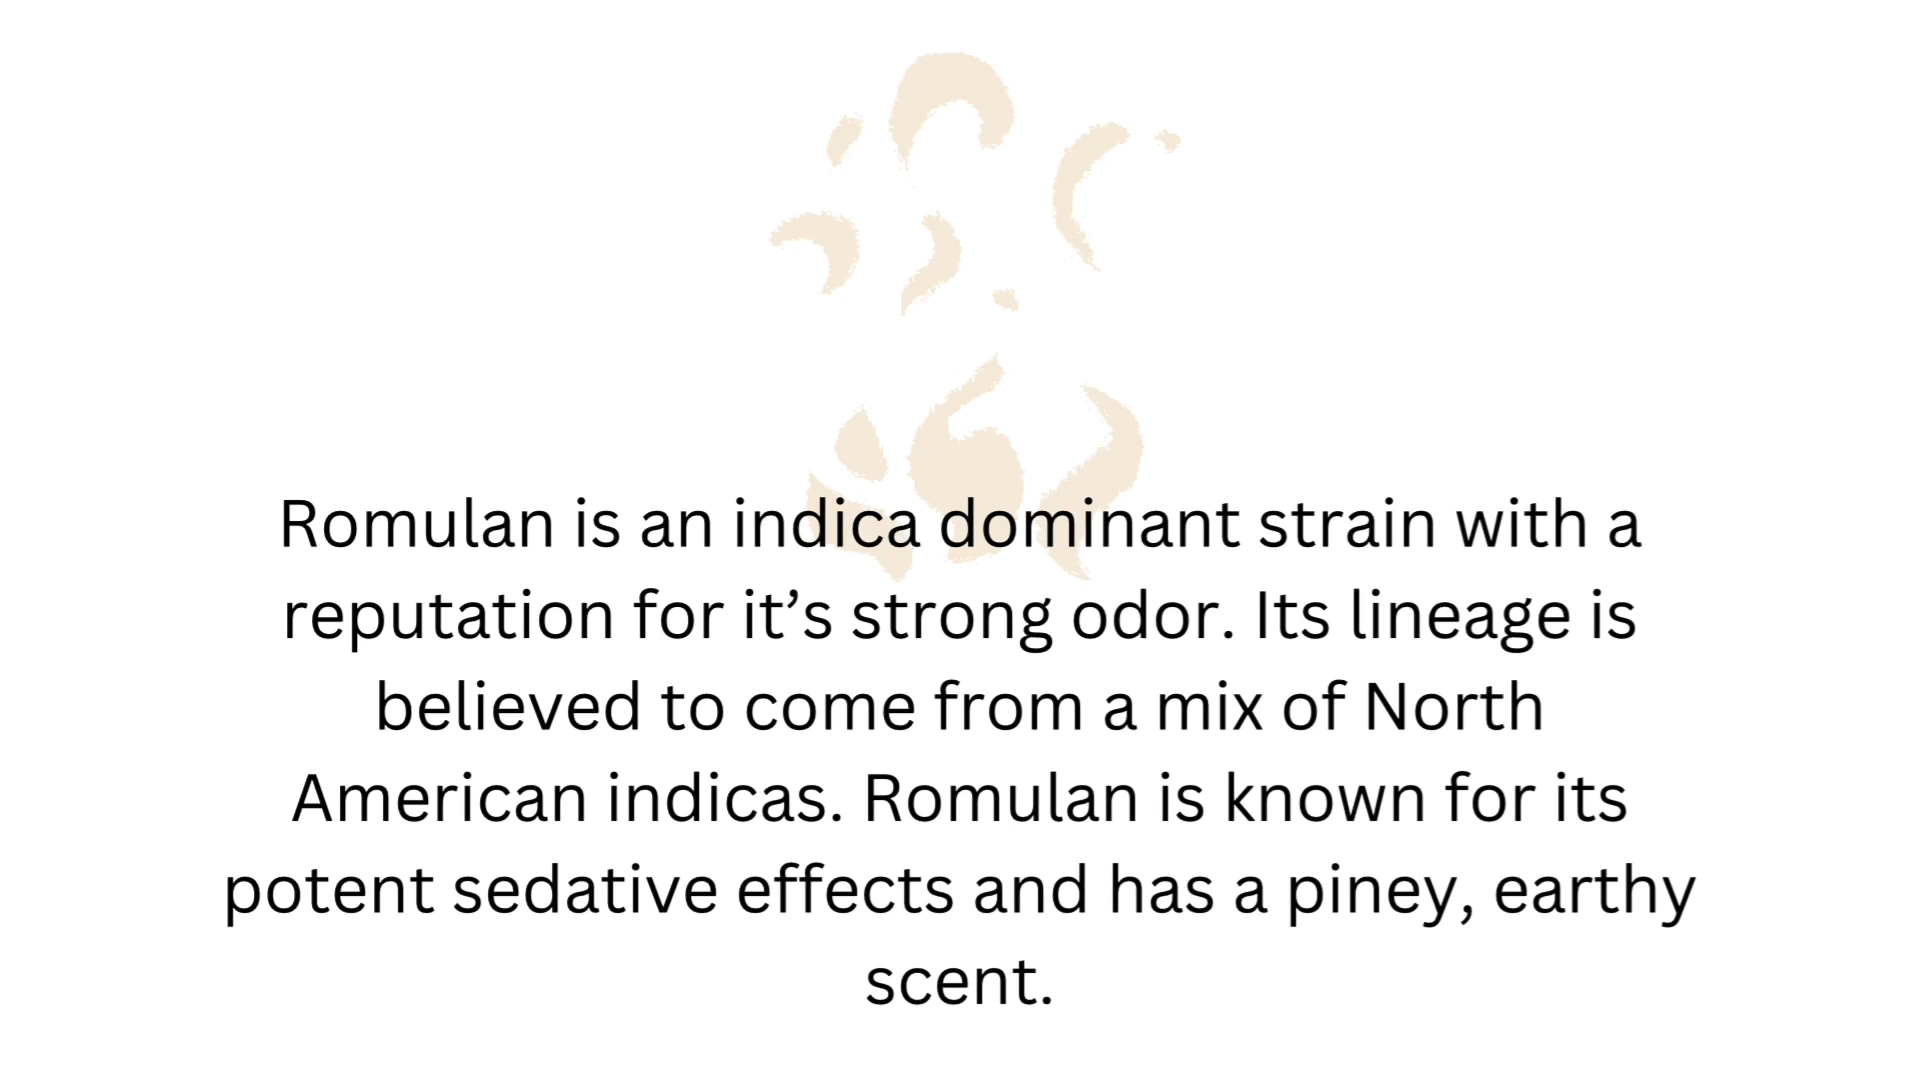 Romulan is an indica dominant strain with a
reputation for it’s strong odor. Its lineage is
believed to come from a mix of North
American indicas. Romulan is known for its
potent sedative effects and has a piney, earthy
scent.